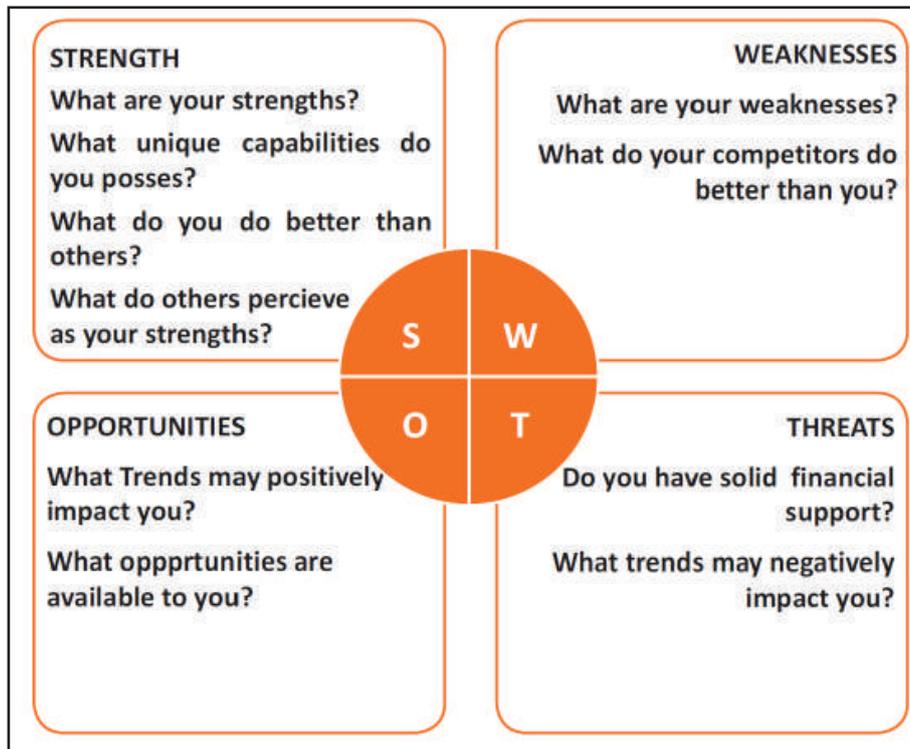 STRENGTH
What are your strengths?
What unique capabilities do
you posses?
What do you do better than
others?
What do others percieve
as your strengths?
WEAKNESSES
What are your weaknesses?
What do your competitors do
better than you?
S
W
O
T
OPPORTUNITIES
What Trends may positively
impact you?
What oppprtunities are
available to you?
THREATS
Do you have solid financial
support?
What trends may negatively
impact you?